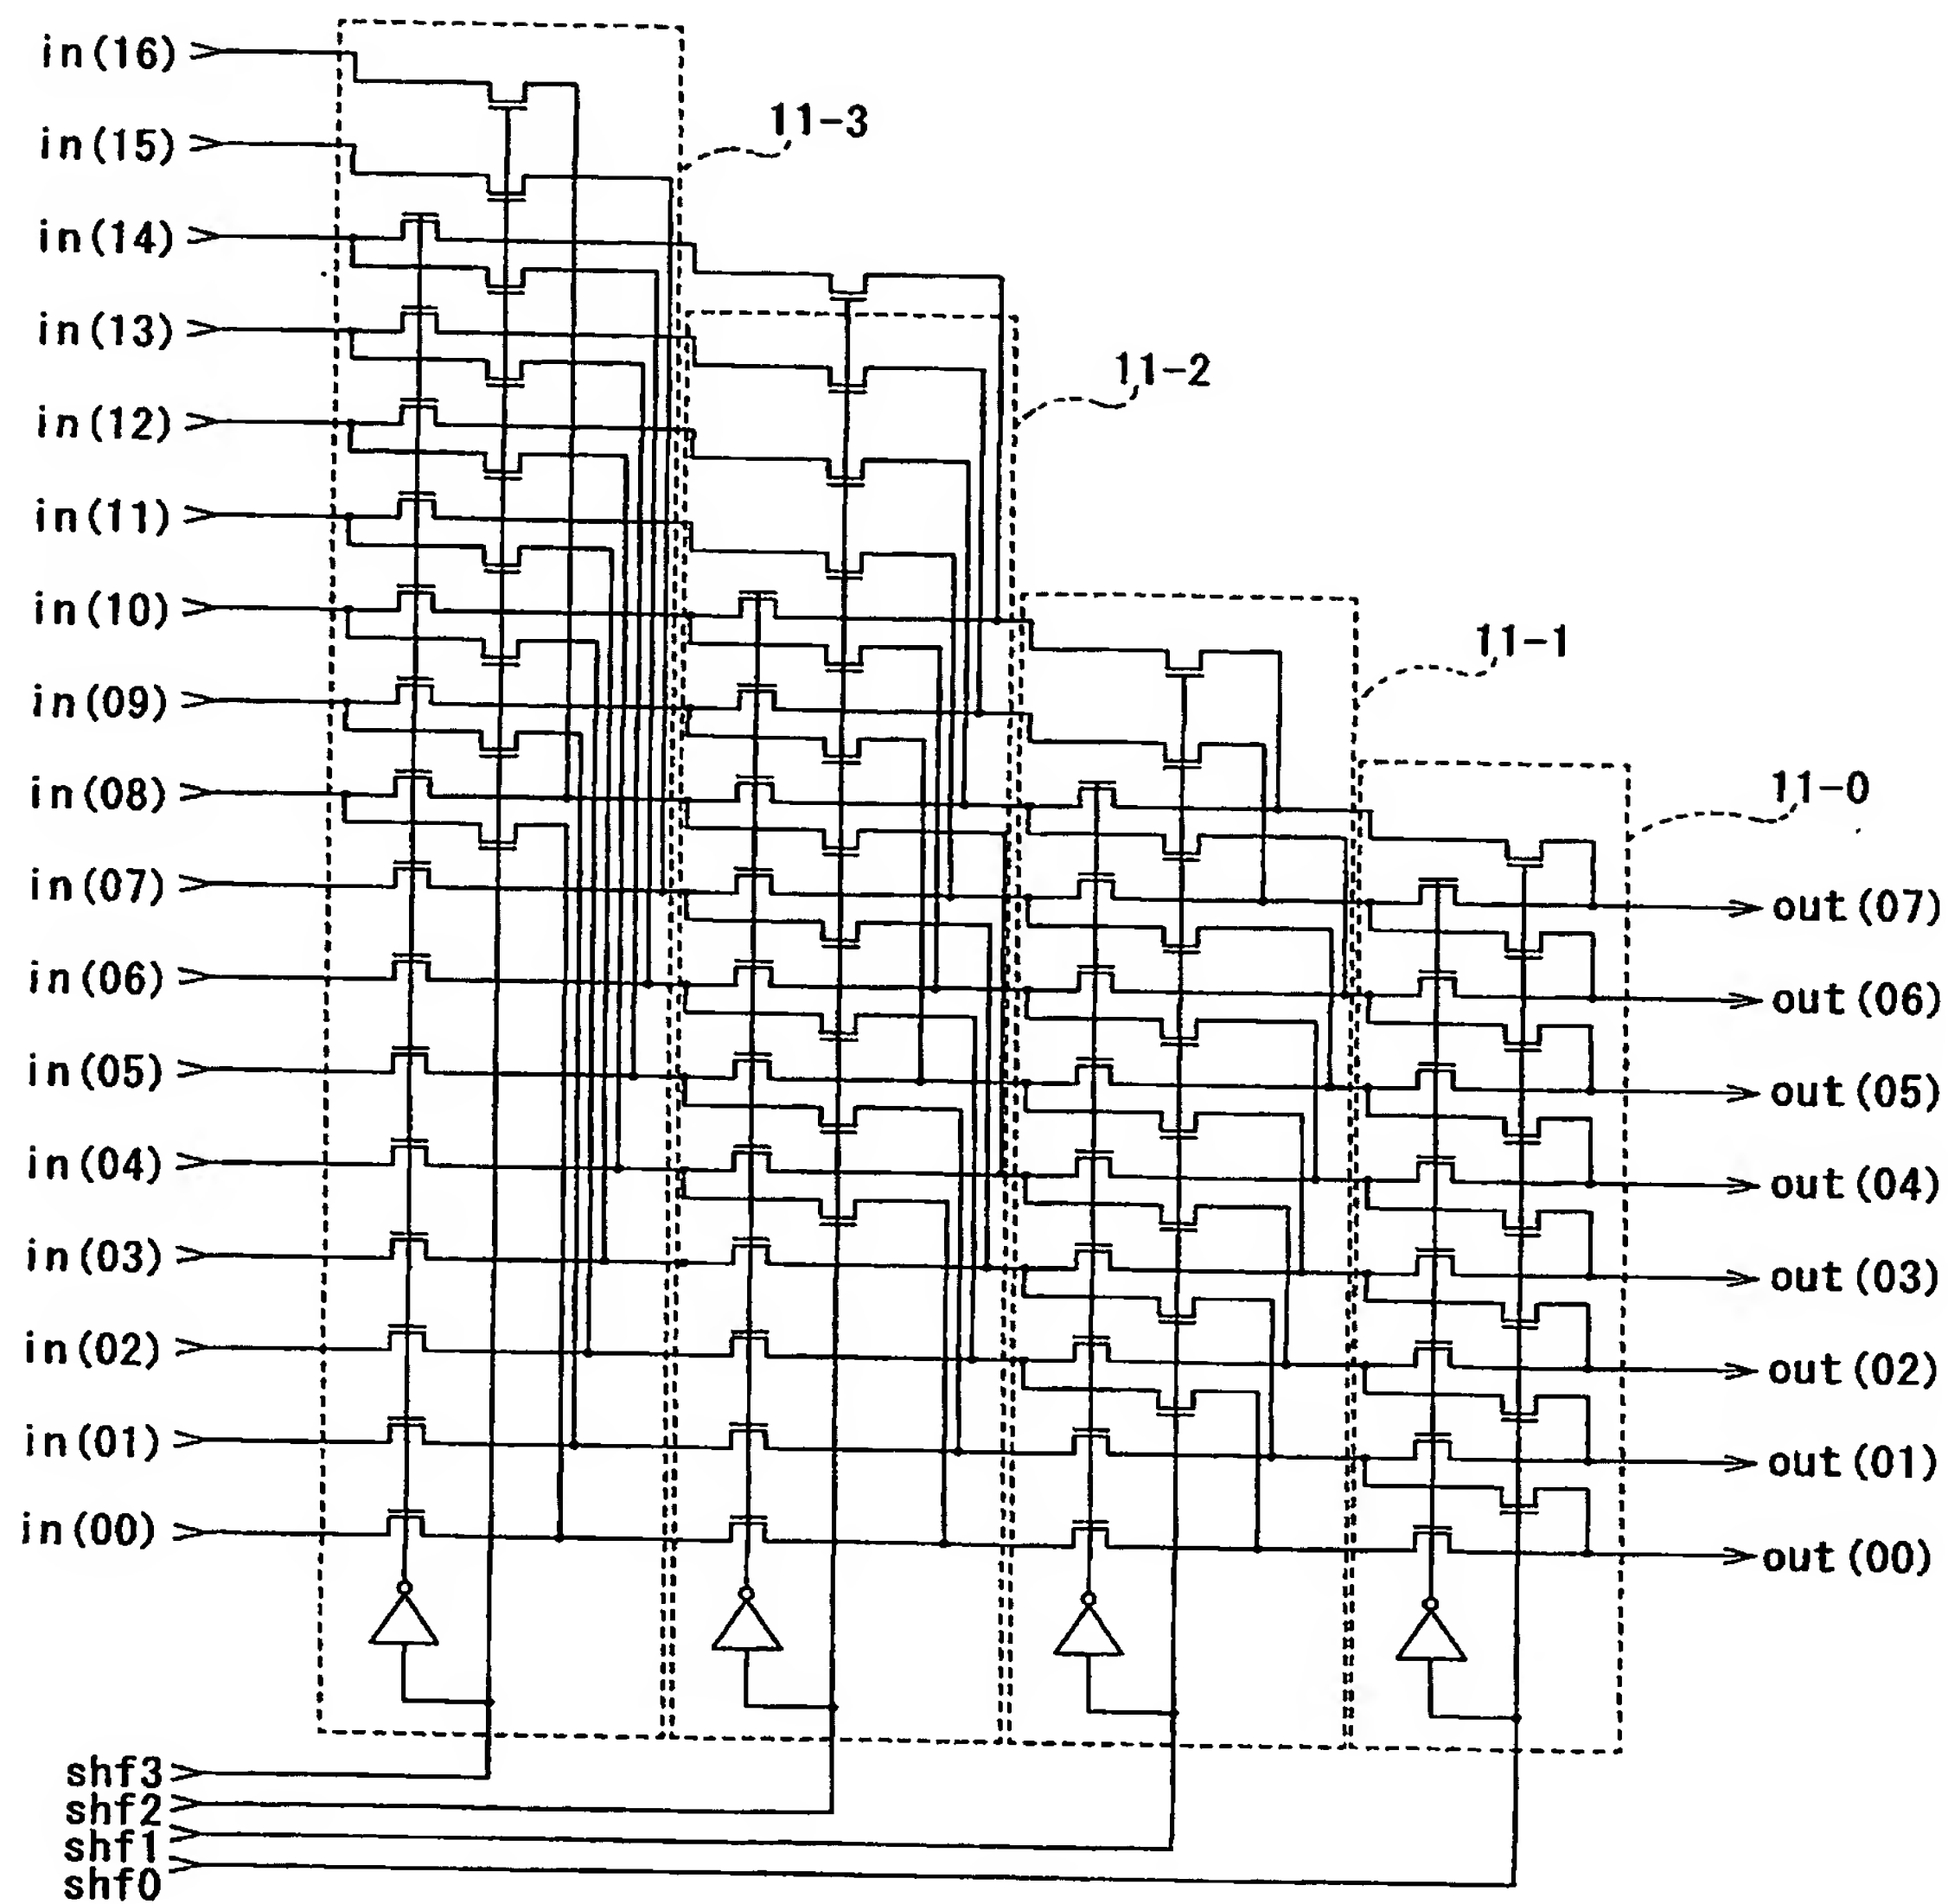 in(16)
11-3
in(15)
in(14)
in(13)
11-2
in(12)
in(11)
in(10)
11-1
in(09)
11-0
in(08)
in(07)
out(07)
in(06)
out(06)
in(05)
out(05)
in(04)
out(04)
in(03)
out(03)
in(02)
out(02)
in(01)
out(01)
in(00)
out(00)
shf3
shf2
shf1
shf0